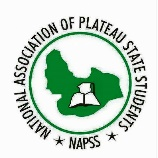 NATIONAL ASSOCIATION OF PLATEAU STATE STUDENTS
NAPSS